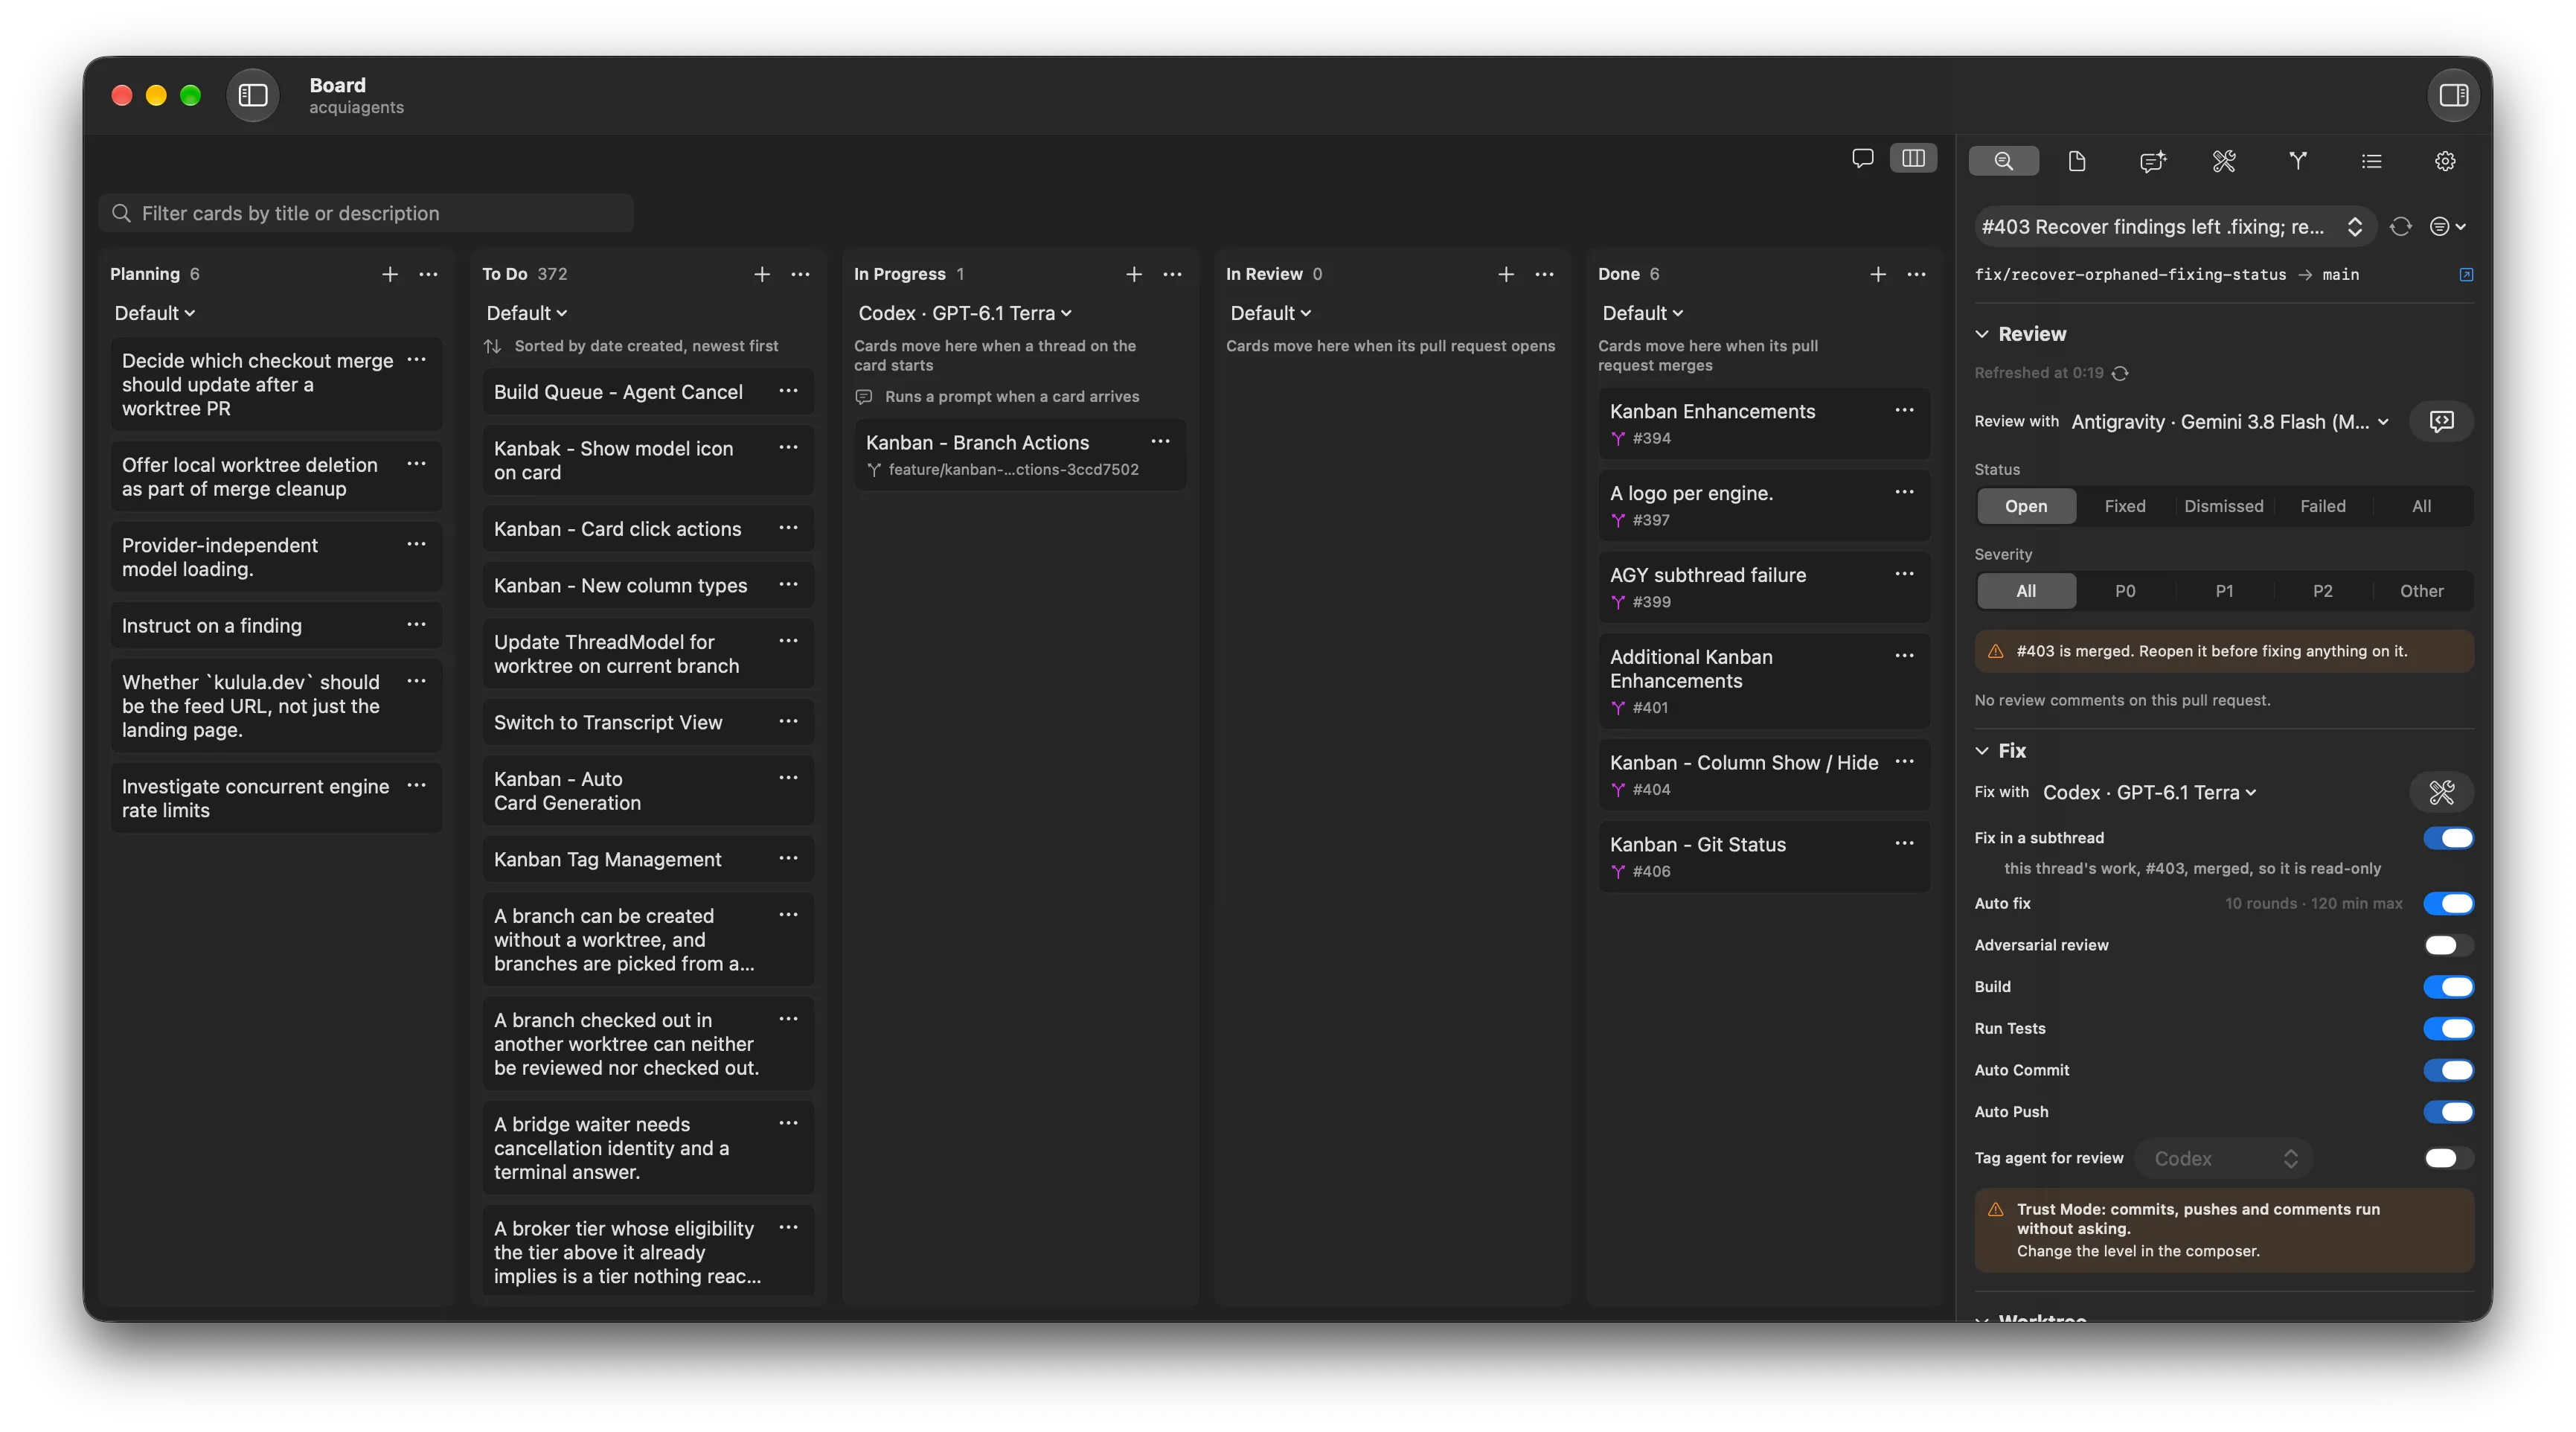 Board
acquiagents
Filter cards by title or description
Planning 6
Default
Decide which checkout merge
should update after a
worktree PR
Offer local worktree deletion
as part of merge cleanup
Provider-independent
model loading.
Instruct on a finding
Whether `kulula.dev` should
be the feed URL, not just the
landing page.
Investigate concurrent engine
rate limits
To Do 372
Default
Sorted by date created, newest first
Build Queue - Agent Cancel
Kanbak - Show model icon
on card
Kanban - Card click actions
Kanban - New column types
Update ThreadModel for
worktree on current branch
Switch to Transcript View
Kanban - Auto
Card Generation
Kanban Tag Management
A branch can be created
without a worktree, and
branches are picked from a...
A branch checked out in
another worktree can neither
be reviewed nor checked out.
A bridge waiter needs
cancellation identity and a
terminal answer.
A broker tier whose eligibility
the tier above it already
implies is a tier nothing reac...
In Progress 1
Codex · GPT-6.1 Terra
Cards move here when a thread on the
card starts
Runs a prompt when a card arrives
Kanban - Branch Actions
feature/kanban-...ctions-3ccd7502
In Review 0
Default
Cards move here when its pull request opens
Done 6
Default
Cards move here when its pull
request merges
Kanban Enhancements
#394
A logo per engine.
#397
AGY subthread failure
#399
Additional Kanban
Enhancements
#401
Kanban - Column Show / Hide
#404
Kanban - Git Status
#406
#403 Recover findings left .fixing; re...
fix/recover-orphaned-fixing-status → main
Review
Refreshed at 0:19
Review with Antigravity · Gemini 3.8 Flash (M...
Status
Open Fixed Dismissed Failed All
Severity
All P0 P1 P2 Other
#403 is merged. Reopen it before fixing anything on it.
No review comments on this pull request.
Fix
Fix with Codex · GPT-6.1 Terra
Fix in a subthread
this thread's work, #403, merged, so it is read-only
Auto fix 10 rounds · 120 min max
Adversarial review
Build
Run Tests
Auto Commit
Auto Push
Tag agent for review Codex
Trust Mode: commits, pushes and comments run
without asking.
Change the level in the composer.
Worktree